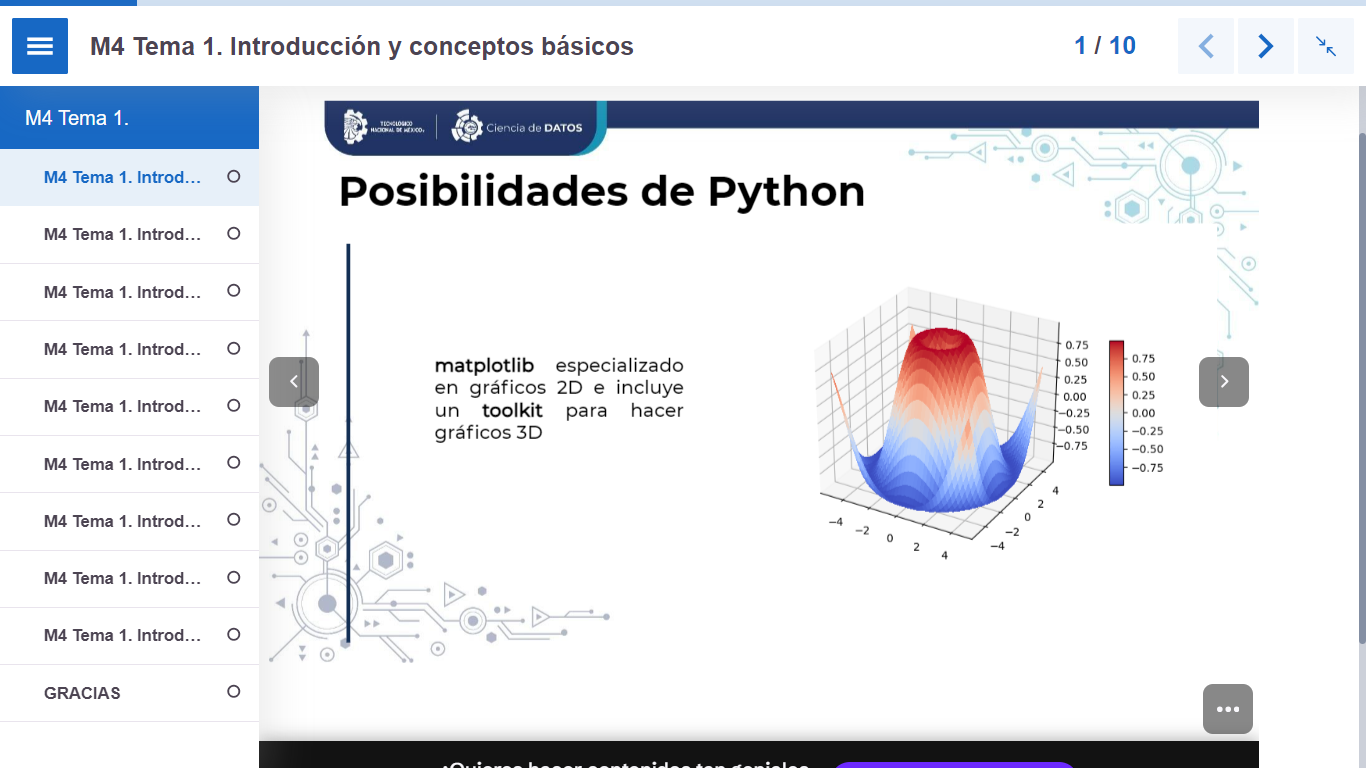 M4 Tema 1. Introducción y conceptos básicos
1 / 10
M4 Tema 1.
M4 Tema 1. Introd...
M4 Tema 1. Introd...
M4 Tema 1. Introd...
M4 Tema 1. Introd...
M4 Tema 1. Introd...
M4 Tema 1. Introd...
M4 Tema 1. Introd...
M4 Tema 1. Introd...
M4 Tema 1. Introd...
GRACIAS
TECNOLÓGICO
NACIONAL DE MÉXICO
Ciencia de DATOS
Posibilidades de Python
matplotlib especializado
en gráficos 2D e incluye
un toolkit para hacer
gráficos 3D
0.75
0.50
0.25
0.00
−0.25
−0.50
−0.75
4
2
0
−2
−4
−4
−2
0
2
4
0.75
0.50
0.25
0.00
−0.25
−0.50
−0.75